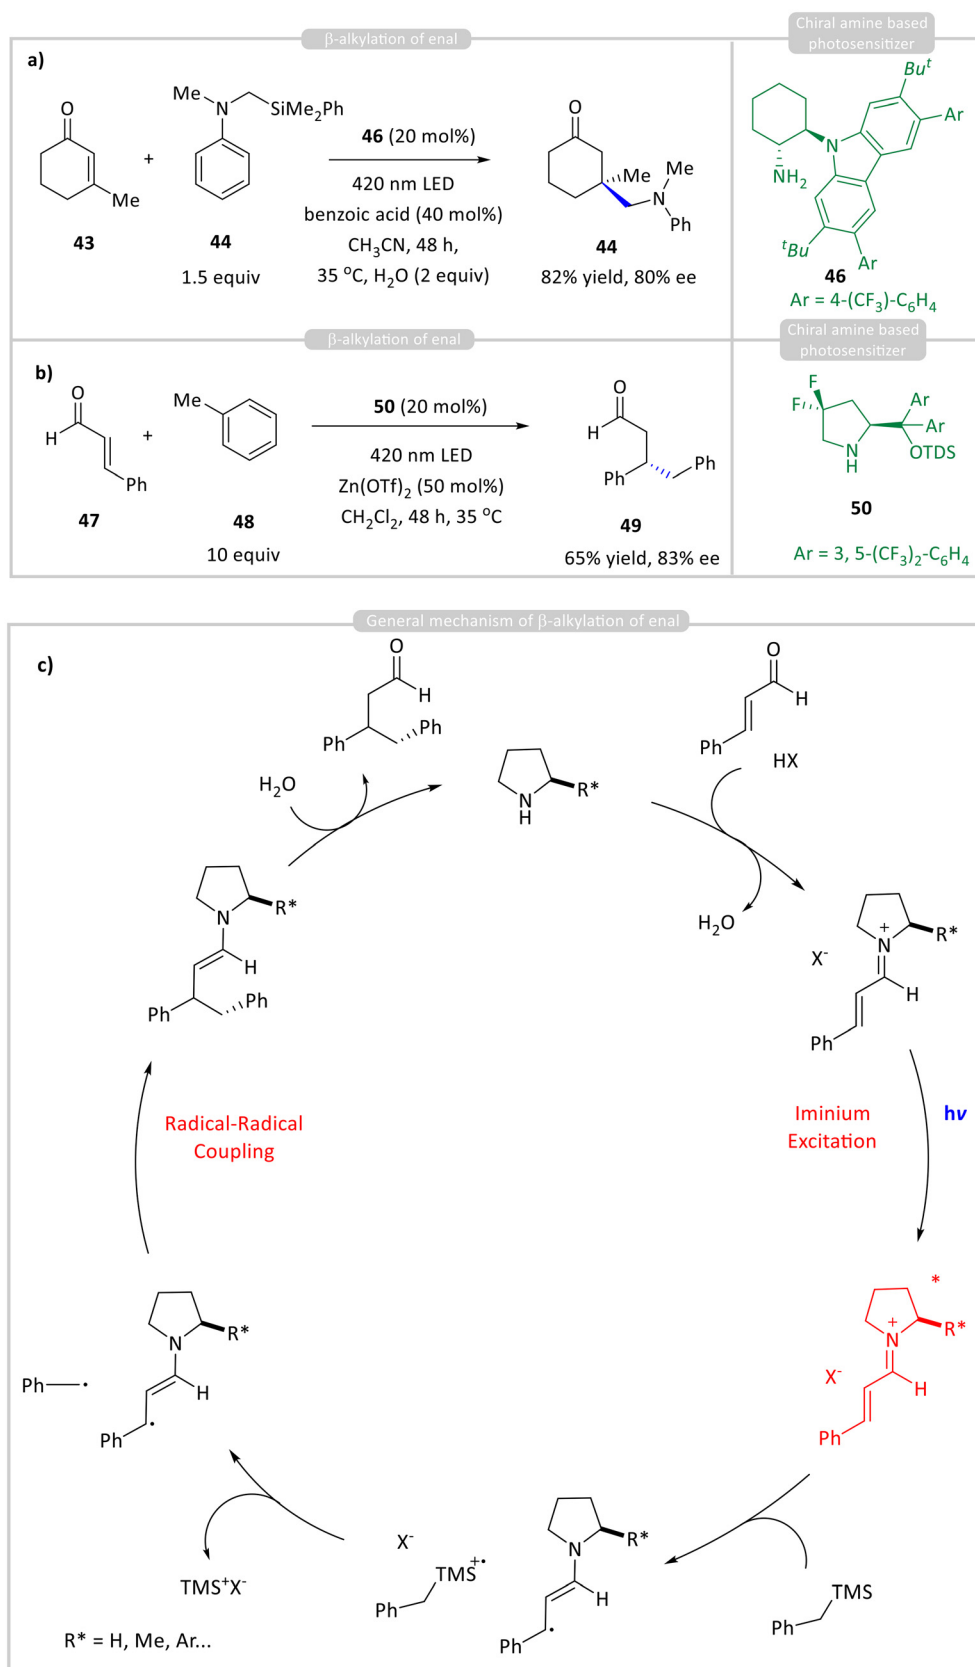 β-alkylation of enal
Chiral amine based
photosensitizer
a)
O
Me
43
+
Me
N
SiMe2Ph
44
1.5 equiv
46 (20 mol%)
420 nm LED
benzoic acid (40 mol%)
CH3CN, 48 h,
35 °C, H2O (2 equiv)
O
Me
Me
N
Ph
44
82% yield, 80% ee
Buᵗ
Ar
N
NH2
ᵗBu
Ar
46
Ar = 4-(CF3)-C6H4
β-alkylation of enal
Chiral amine based
photosensitizer
b)
O
H
Ph
47
+
Me
48
10 equiv
50 (20 mol%)
420 nm LED
Zn(OTf)2 (50 mol%)
CH2Cl2, 48 h, 35 °C
O
H
Ph
Ph
49
65% yield, 83% ee
F
F
Ar
Ar
N
H
OTDS
50
Ar = 3, 5-(CF3)2-C6H4
General mechanism of β-alkylation of enal
c)
O
H
Ph
Ph
O
H
Ph
HX
H2O
N
H
R*
H2O
N
R*
H
Ph
Ph
X-
+
N
R*
H
Ph
Radical-Radical
Coupling
Iminium
Excitation
hν
N
R*
H
Ph
Ph
*
+
N
R*
X-
H
Ph
TMS+X-
X-
TMS+•
Ph
N
R*
H
Ph
TMS
Ph
R* = H, Me, Ar...